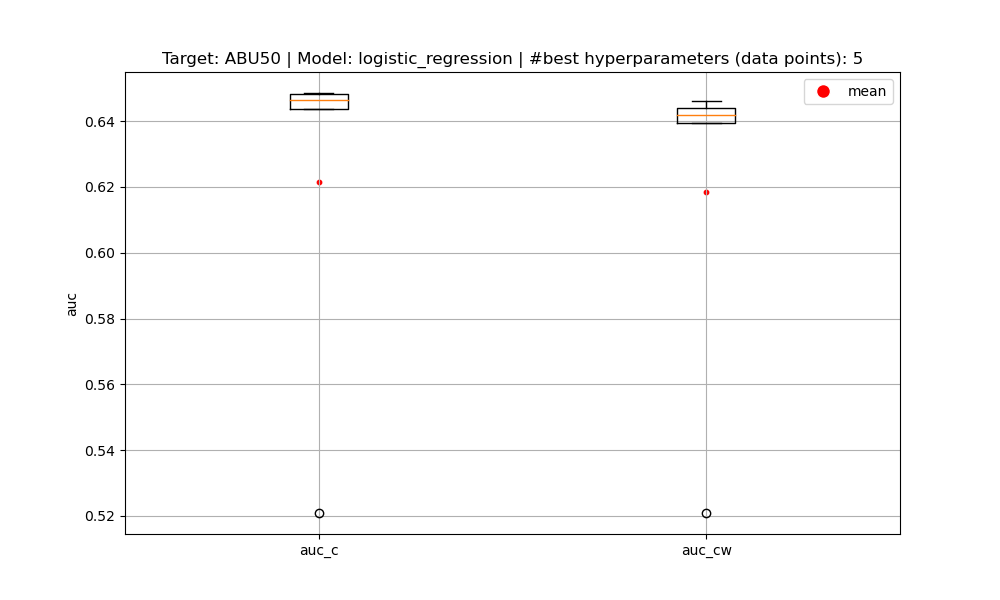 Target: ABU50 | Model: logistic_regression | #best hyperparameters (data points): 5
mean
0.64
0.62
0.60
0.58
0.56
0.54
0.52
auc
auc_c
auc_cw